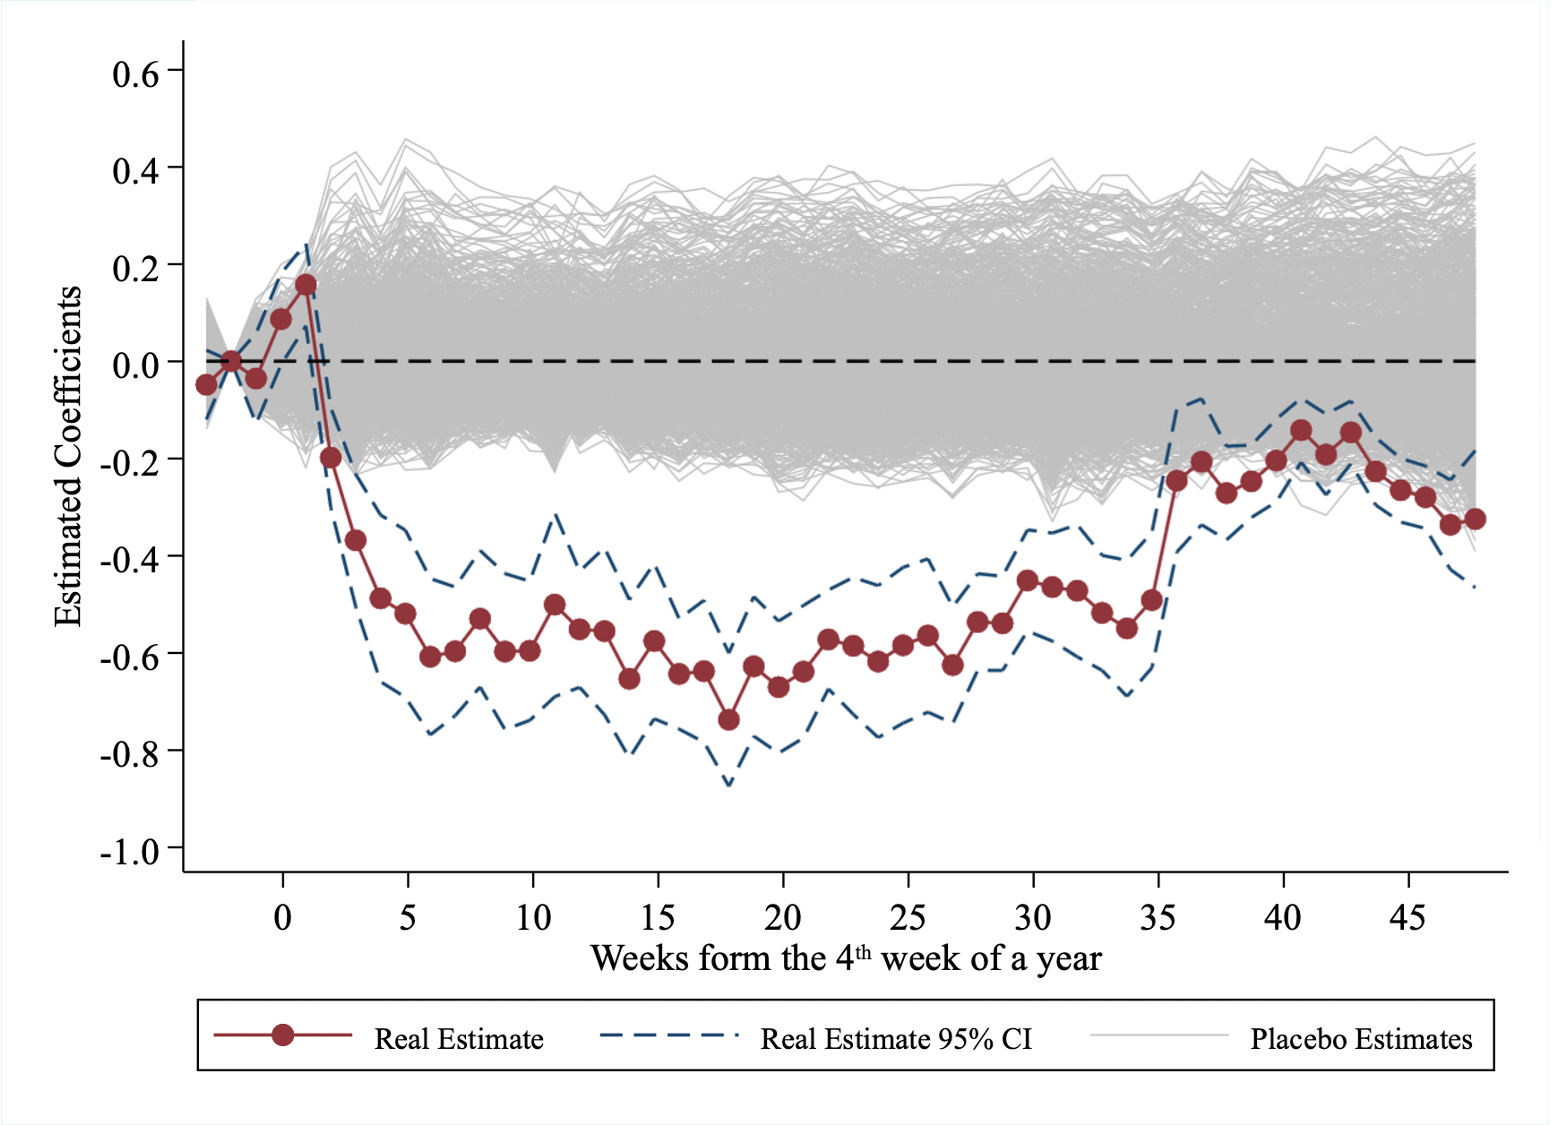 Estimated Coefficients
0.6
0.4
0.2
0.0
-0.2
-0.4
-0.6
-0.8
-1.0
0 5 10 15 20 25 30 35 40 45
Weeks form the 4th week of a year
Real Estimate Real Estimate 95% CI Placebo Estimates